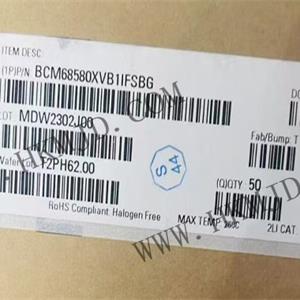 ITEM DESC:
(1P)P/N BCM68580XVB1IFSBG
LOT MDW2302J00
Fab/Bump: T
Wafer Lot F2PH62.00
S
44
(Q)QTY 50
RoHS Compliant: Halogen Free
MAX TEMP 260C
2LI CAT.